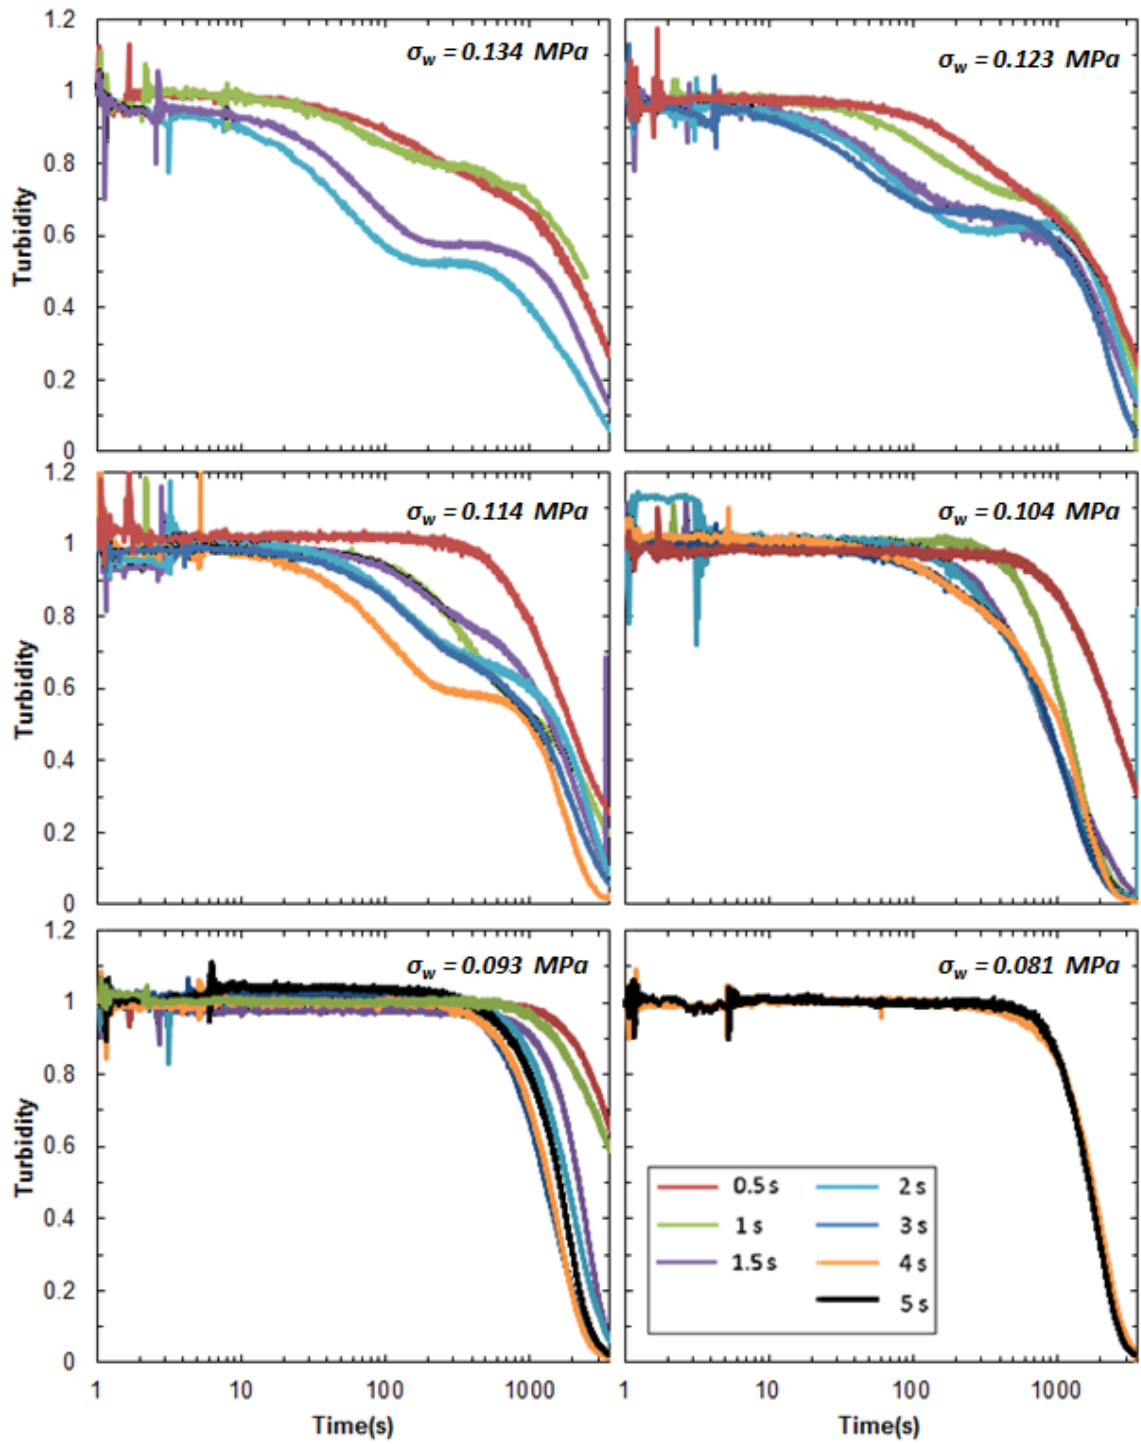 1.2
1
0.8
0.6
0.4
0.2
0
Turbidity
σw = 0.134 MPa
σw = 0.123 MPa
1.2
1
0.8
0.6
0.4
0.2
0
Turbidity
σw = 0.114 MPa
σw = 0.104 MPa
1.2
1
0.8
0.6
0.4
0.2
0
Turbidity
σw = 0.093 MPa
σw = 0.081 MPa
0.5 s
2 s
1 s
3 s
1.5 s
4 s
5 s
1 10 100 1000
Time(s)
1 10 100 1000
Time(s)